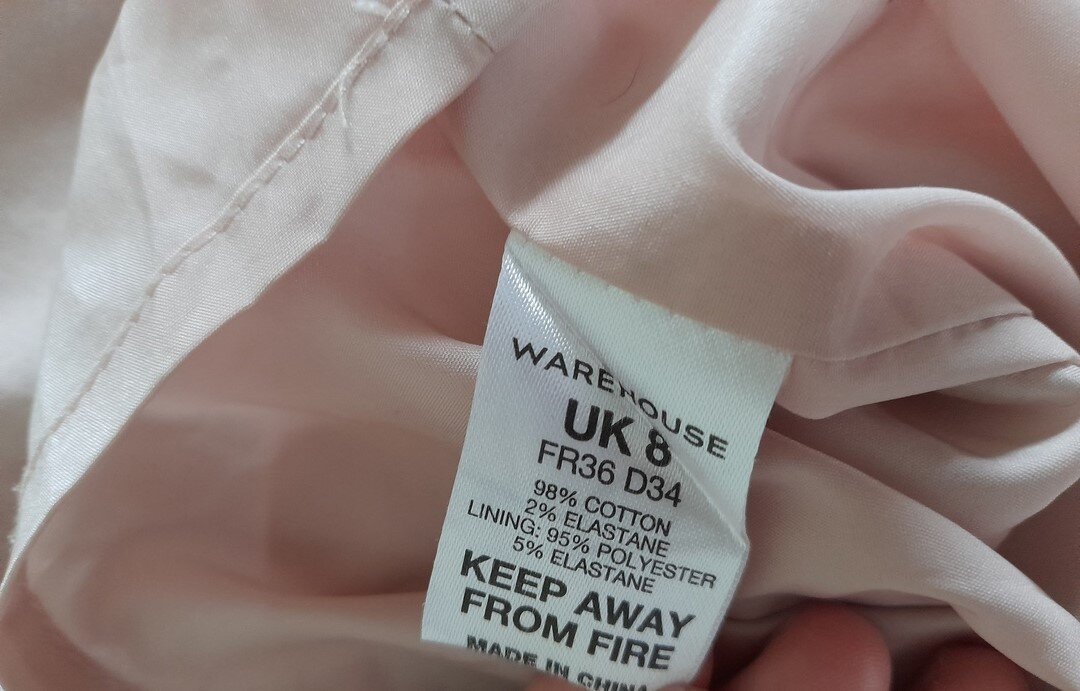 WAREHOUSE
UK 8
FR36 D34
98% COTTON
2% ELASTANE
LINING: 95% POLYESTER
5% ELASTANE
KEEP AWAY
FROM FIRE
MADE IN CHINA